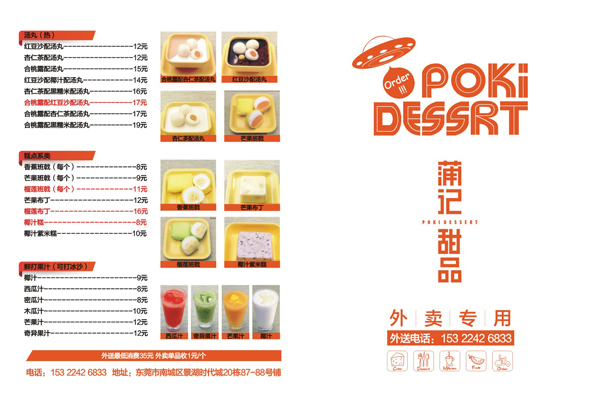 汤丸（热）
红豆沙配汤丸------------------12元
杏仁茶配汤丸------------------12元
合桃露配汤丸------------------15元
红豆沙配椰汁配汤丸------------14元
杏仁茶配黑糯米配汤丸----------16元
合桃露配红豆沙配汤丸----------17元
合桃露配杏仁茶配汤丸----------17元
合桃露配黑糯米配汤丸----------19元
合桃露配杏仁茶配汤丸
红豆沙配汤丸
杏仁茶配汤丸
芒果班戟
糕点系类
香蕉班戟（每个）--------------8元
芒果班戟（每个）--------------9元
榴莲班戟（每个）--------------11元
芒果布丁----------------------12元
榴莲布丁----------------------16元
椰汁糕------------------------8元
椰汁紫米糕--------------------10元
香蕉班戟
芒果布丁
榴莲班戟
椰汁紫米糕
鲜打果汁（可打冰沙）
椰汁--------------------------9元
西瓜汁------------------------8元
密瓜汁------------------------8元
木瓜汁------------------------10元
芒果汁------------------------12元
奇异果汁----------------------12元
西瓜汁
奇异果汁
芒果汁
椰汁
外送最低消费35元 外卖单品收1元/个
电话：153 2242 6833 地址：东莞市南城区景湖时代城20栋87-88号铺
Order
!!!
POKi
DESSRT
蒲记
POKIDESSERT
甜品
外卖专用
外送电话：153 2242 6833